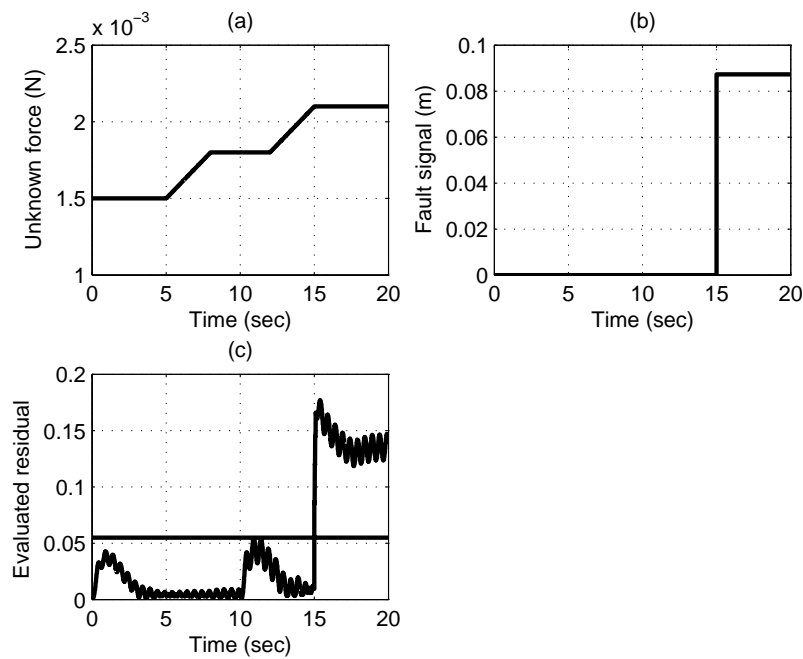 x 10⁻³
(a)
2.5
2
1.5
1
Unknown force (N)
0 5 10 15 20
Time (sec)
(b)
0.1
0.08
0.06
0.04
0.02
0
Fault signal (m)
0 5 10 15 20
Time (sec)
(c)
0.2
0.15
0.1
0.05
0
Evaluated residual
0 5 10 15 20
Time (sec)